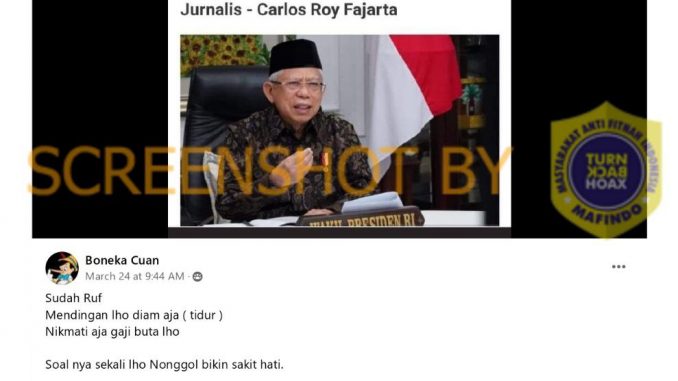 Jurnalis - Carlos Roy Fajarta
WAKIL PRESIDEN RI
SCREENSHOT BY
MASYARAKAT ANTI FITNAH INDONESIA
TURN
BACK
HOAX
MAFINDO
Boneka Cuan
March 24 at 9:44 AM ·
Sudah Ruf
Mendingan lho diam aja ( tidur )
Nikmati aja gaji buta lho
Soal nya sekali lho Nonggol bikin sakit hati.